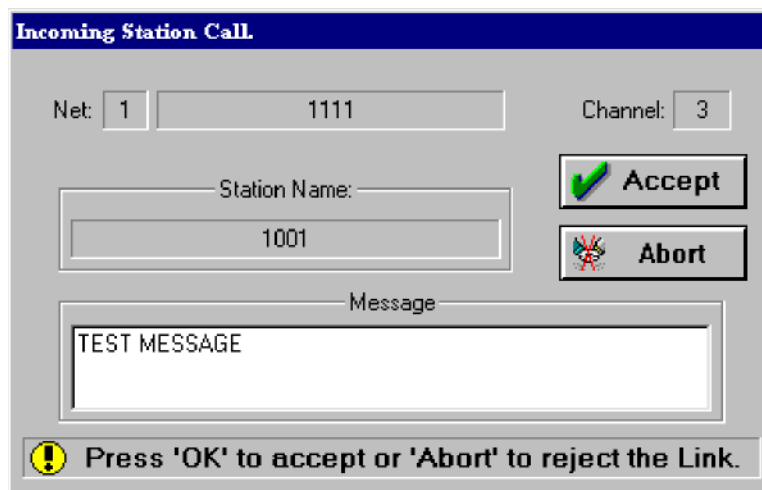 Incoming Station Call.
Net: 1 1111 Channel: 3
Station Name:
1001
Accept
Abort
Message
TEST MESSAGE
Press 'OK' to accept or 'Abort' to reject the Link.